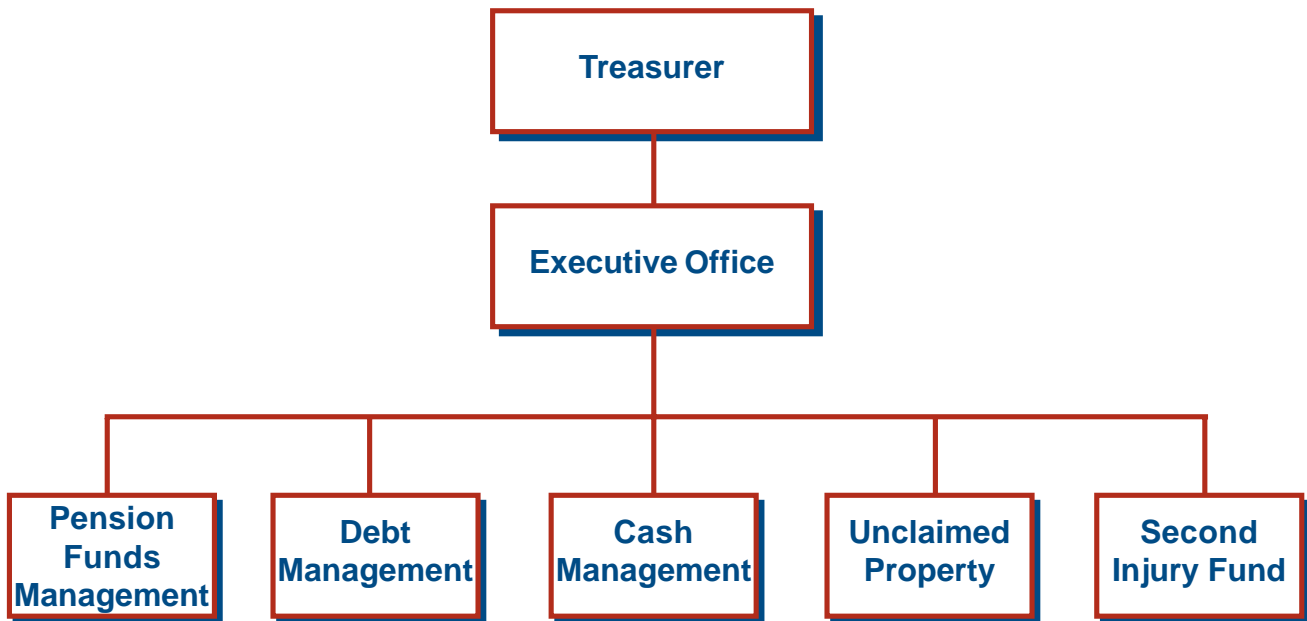 Treasurer
Executive Office
Pension
Funds
Management
Debt
Management
Cash
Management
Unclaimed
Property
Second
Injury Fund